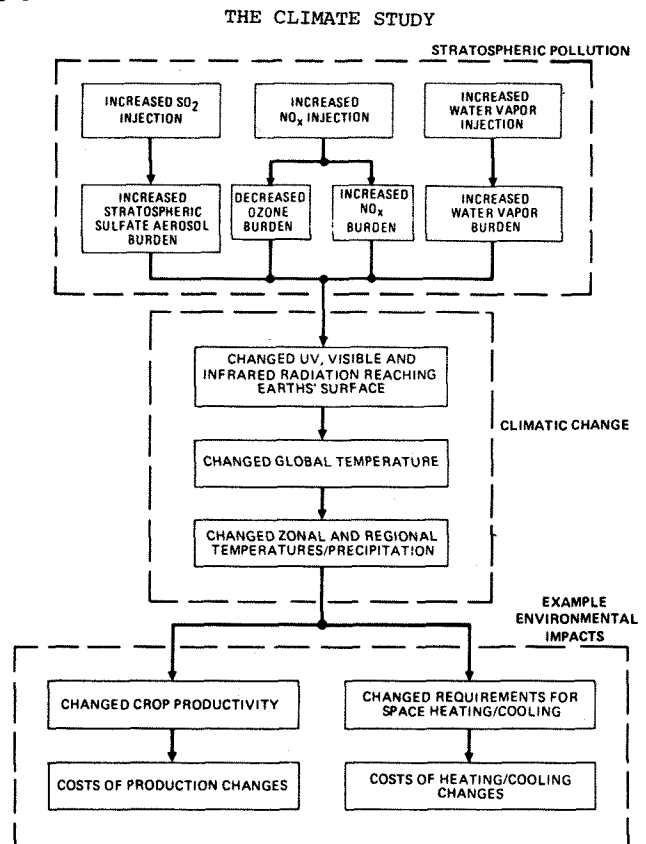 THE CLIMATE STUDY
STRATOSPHERIC POLLUTION
INCREASED SO2
INJECTION
INCREASED
NOx INJECTION
INCREASED
WATER VAPOR
INJECTION
INCREASED
STRATOSPHERIC
SULFATE AEROSOL
BURDEN
DECREASED
OZONE
BURDEN
INCREASED
NOx
BURDEN
INCREASED
WATER VAPOR
BURDEN
CHANGED UV, VISIBLE AND
INFRARED RADIATION REACHING
EARTHS' SURFACE
CLIMATIC CHANGE
CHANGED GLOBAL TEMPERATURE
CHANGED ZONAL AND REGIONAL
TEMPERATURES/PRECIPITATION
EXAMPLE
ENVIRONMENTAL
IMPACTS
CHANGED CROP PRODUCTIVITY
CHANGED REQUIREMENTS FOR
SPACE HEATING/COOLING
COSTS OF PRODUCTION CHANGES
COSTS OF HEATING/COOLING
CHANGES